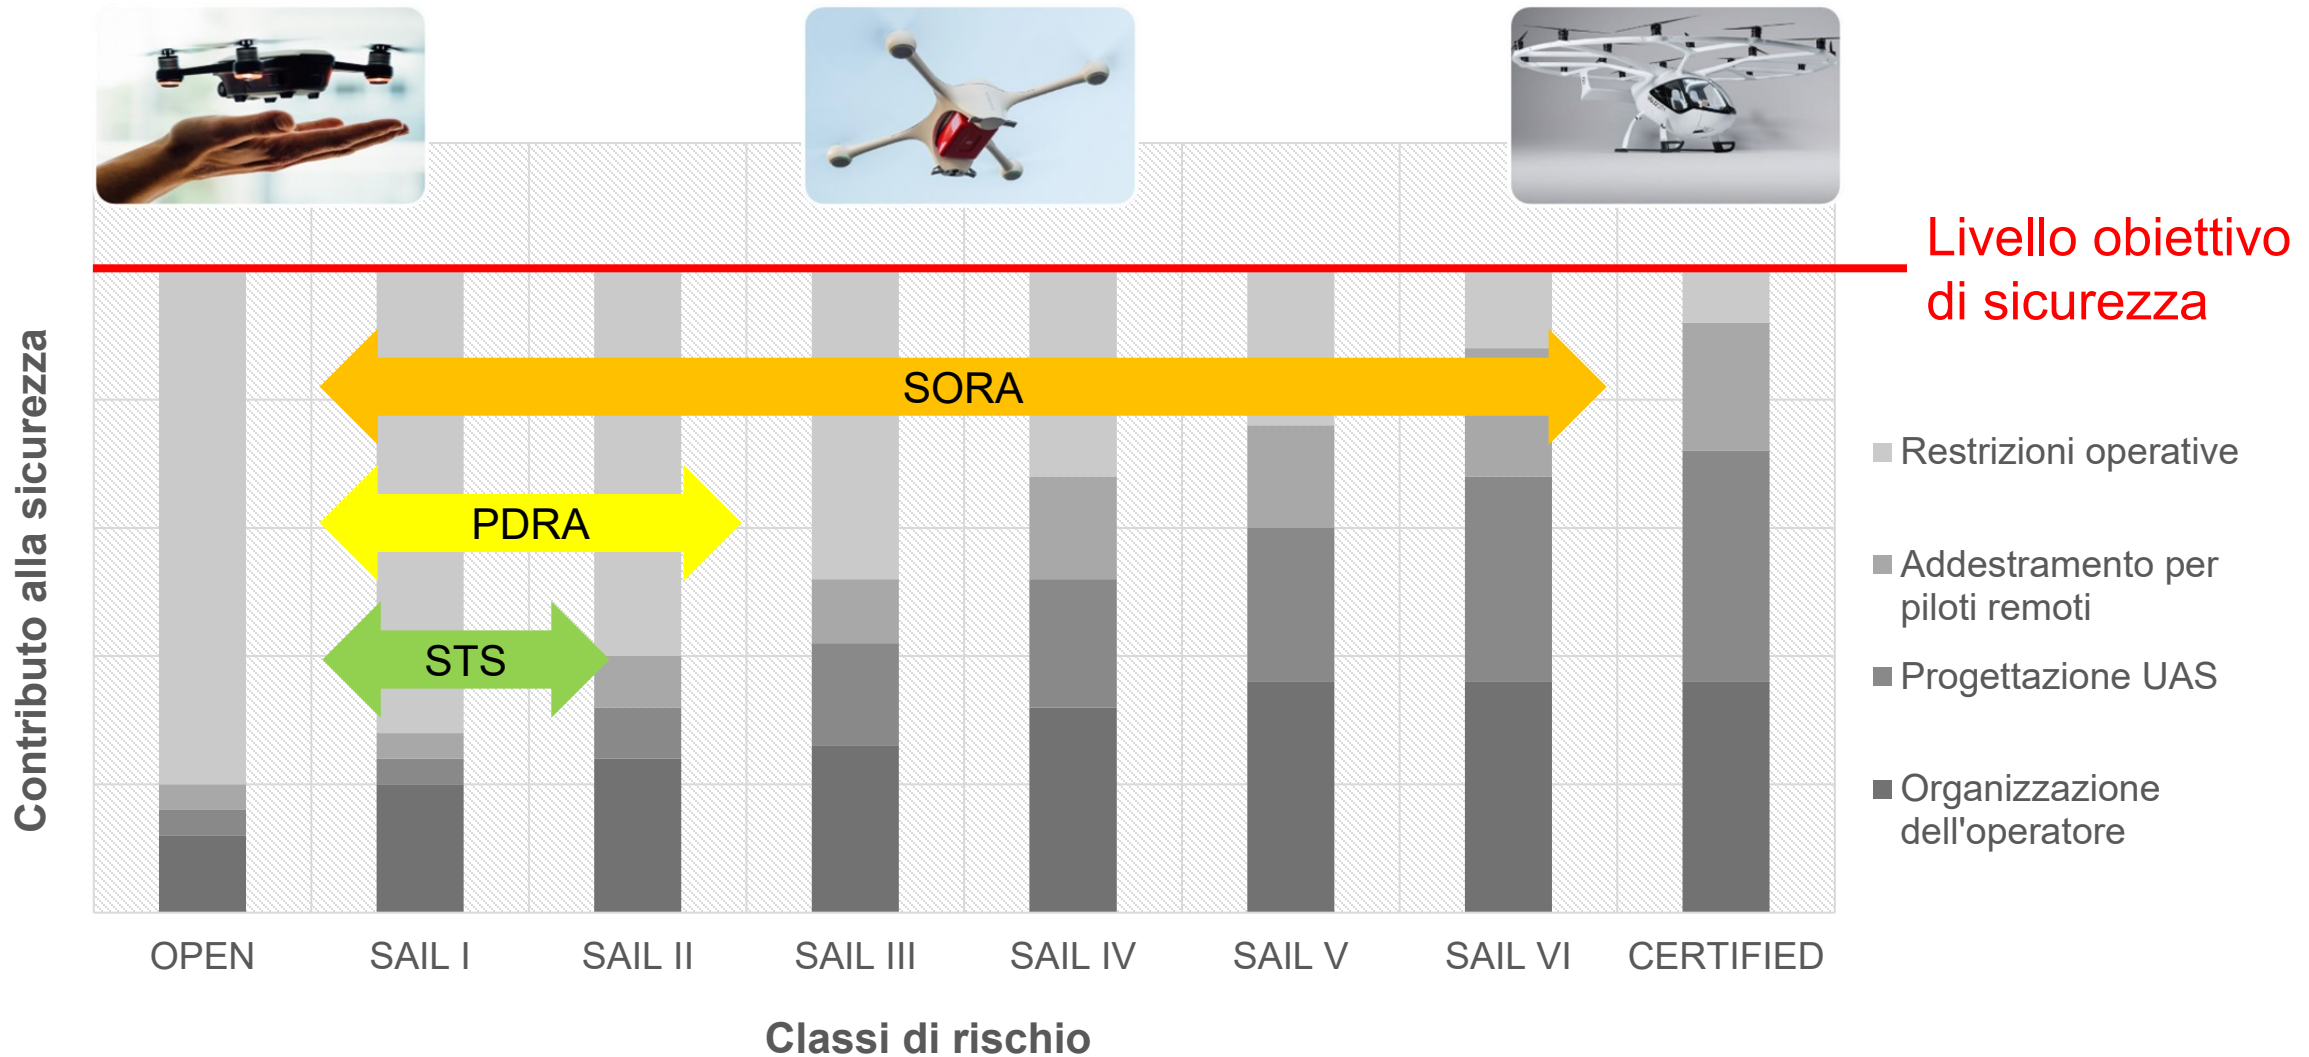 Livello obiettivo
di sicurezza
Contributo alla sicurezza
SORA
PDRA
STS
Restrizioni operative
Addestramento per
piloti remoti
Progettazione UAS
Organizzazione
dell'operatore
OPEN
SAIL I
SAIL II
SAIL III
SAIL IV
SAIL V
SAIL VI
CERTIFIED
Classi di rischio